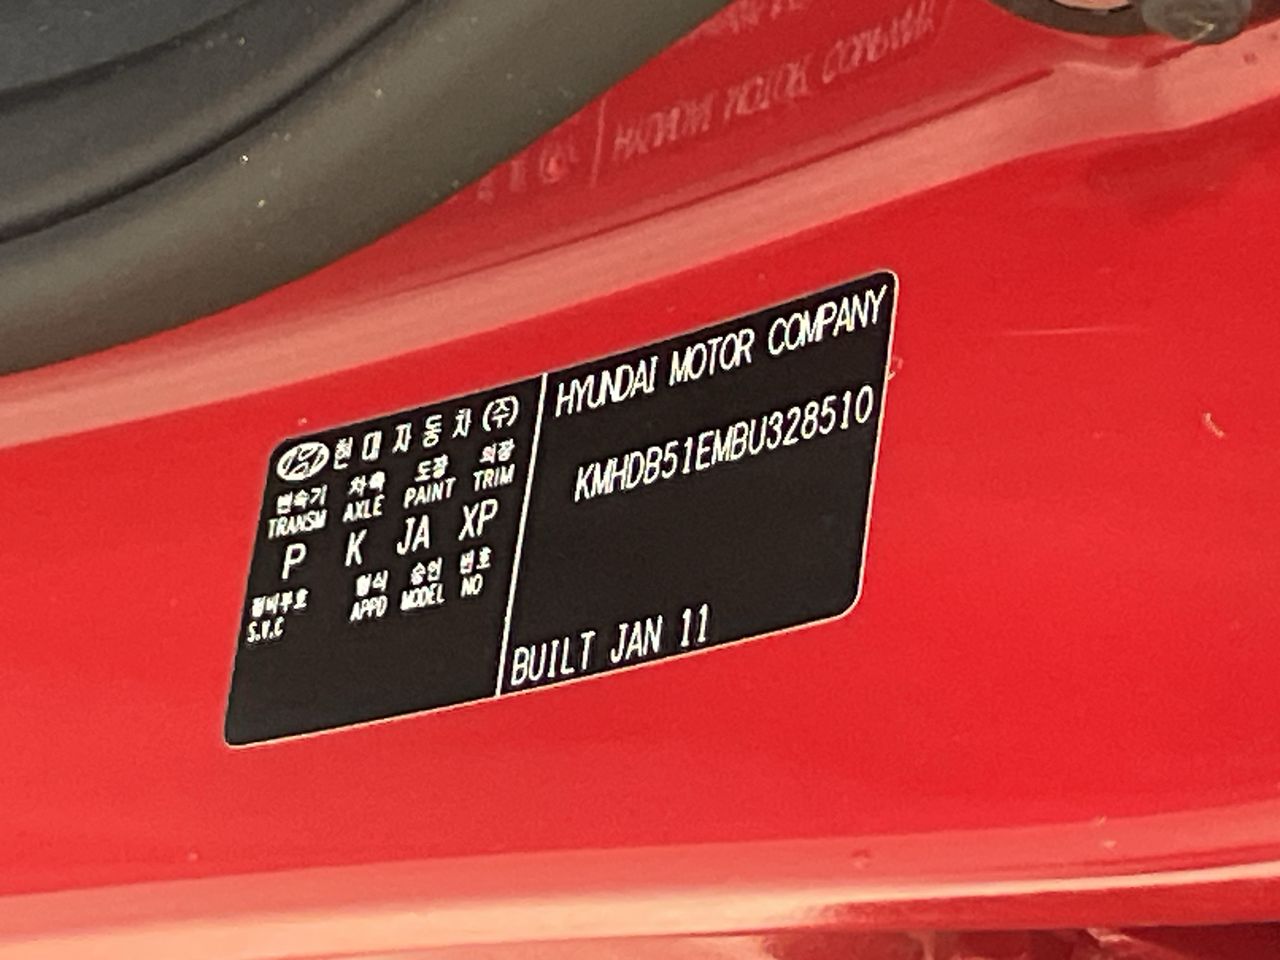 현대자동차(주)
변속기 차축 도장 의장
TRANSM AXLE PAINT TRIM
P K JA XP
정비부호 형식 승인 번호
S.V.C APPD MODEL NO
HYUNDAI MOTOR COMPANY
KMHDB51EMBU328510
BUILT JAN 11